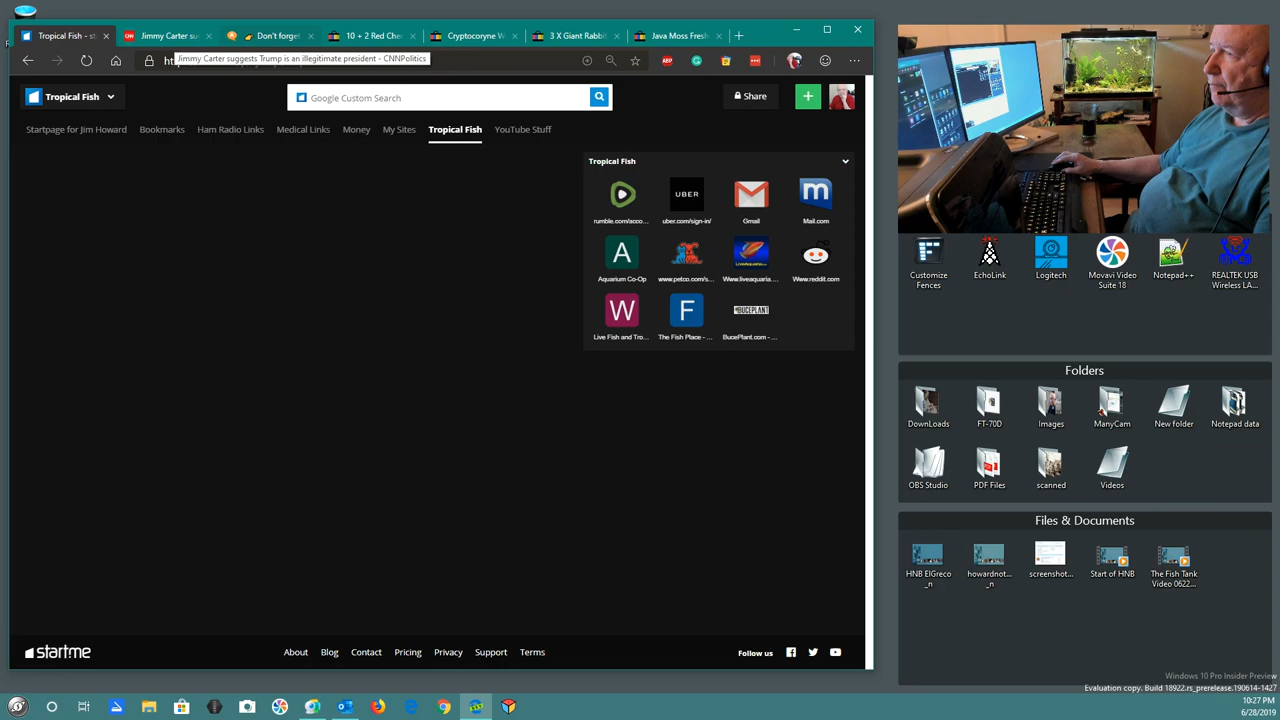 Tropical Fish - s
Jimmy Carter su
Don't forget
10 + 2 Red Che
Cryptocoryne W
3 X Giant Rabbit
Java Moss Fresh
Jimmy Carter suggests Trump is an illegitimate president - CNNPolitics
Tropical Fish
Google Custom Search
Share
Startpage for Jim Howard
Bookmarks
Ham Radio Links
Medical Links
Money
My Sites
Tropical Fish
YouTube Stuff
Tropical Fish
UBER
rumble.com/acco...
uber.com/sign-in/
Gmail
Mail.com
A
Aquarium Co-Op
www.petco.com/s...
Www.liveaquaria....
Www.reddit.com
W
F
BUCEPLANT
Live Fish and Tro...
The Fish Place - ...
BucePlant.com - ...
startme
About
Blog
Contact
Pricing
Privacy
Support
Terms
Follow us
Customize Fences
EchoLink
Logitech
Movavi Video Suite 18
Notepad++
REALTEK USB Wireless LA...
Folders
DownLoads
FT-70D
Images
ManyCam
New folder
Notepad data
OBS Studio
PDF Files
scanned
Videos
Files & Documents
HNB ElGreco _n
howardnot... _n
screenshot...
Start of HNB
The Fish Tank Video 0622...
Windows 10 Pro Insider Preview
Evaluation copy. Build 18922.rs_prerelease.190614-1427
10:27 PM
6/28/2019